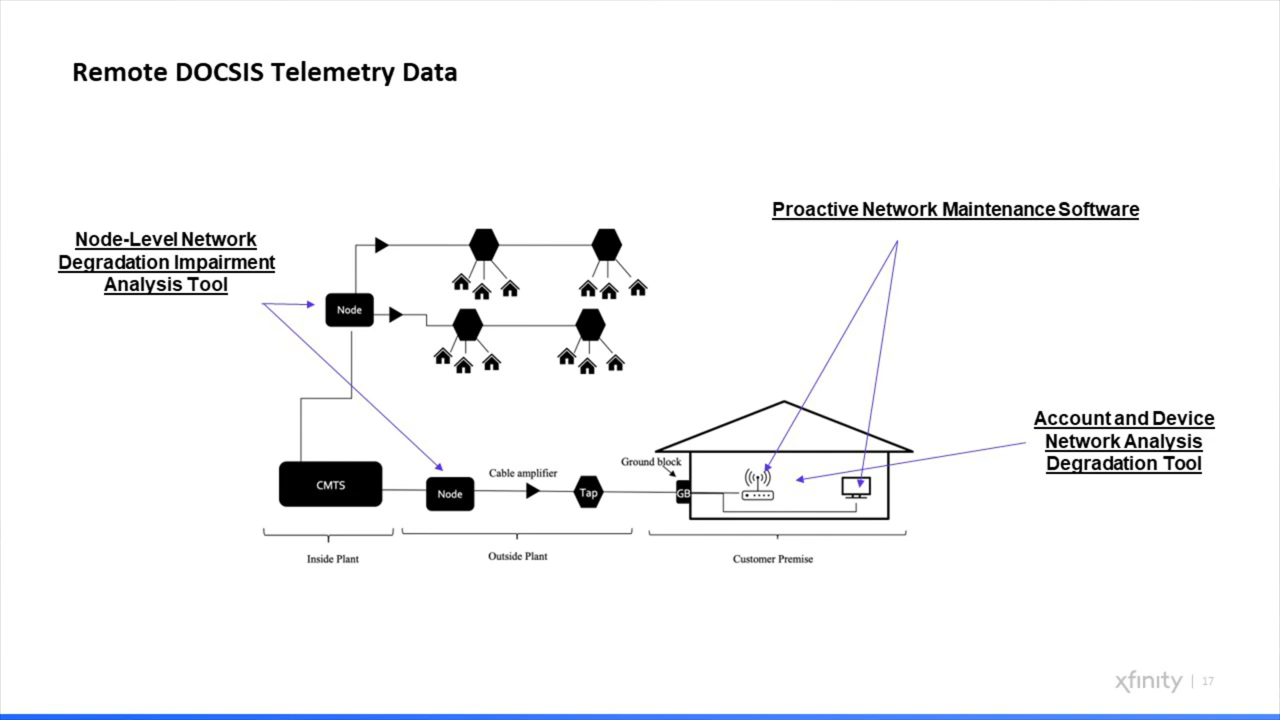 Remote DOCSIS Telemetry Data
Proactive Network Maintenance Software
Node-Level Network
Degradation Impairment
Analysis Tool
Node
Account and Device
Network Analysis
Degradation Tool
Ground block
Cable amplifier
CMTS
Node
Tap
GB
Inside Plant
Outside Plant
Customer Premise
xfinity | 17